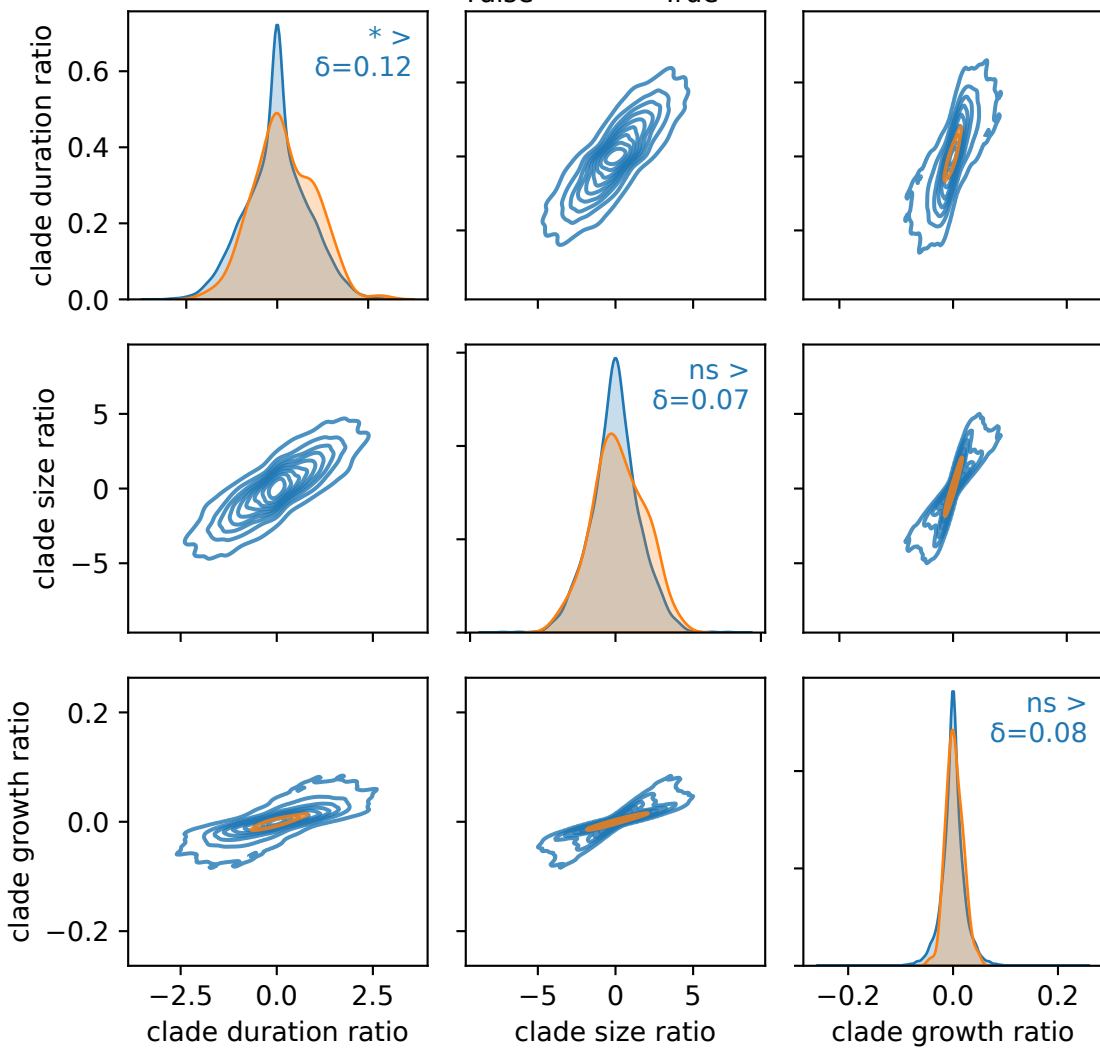 True
clade duration ratio
0.6
0.4
0.2
0.0
* >
δ=0.12
clade size ratio
5
0
−5
ns >
δ=0.07
clade growth ratio
0.2
0.0
−0.2
ns >
δ=0.08
−2.5 0.0 2.5
−5 0 5
−0.2 0.0 0.2
clade duration ratio
clade size ratio
clade growth ratio